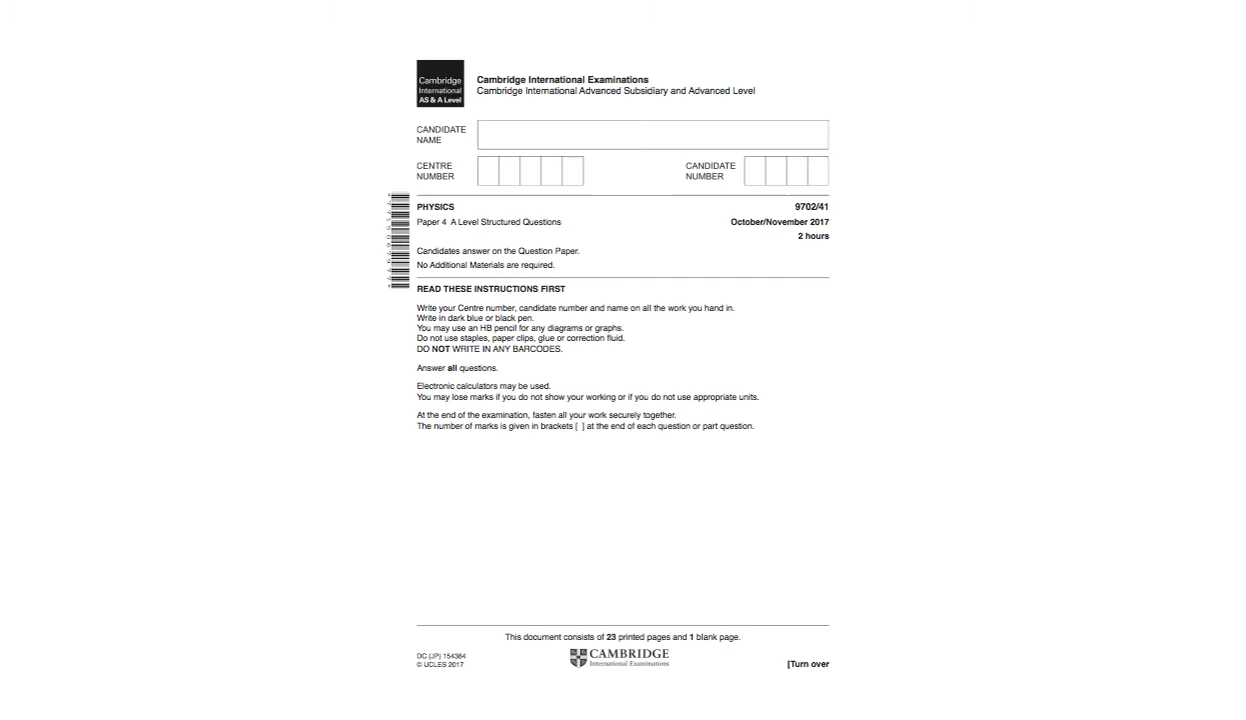 Cambridge
International
AS & A Level
Cambridge International Examinations
Cambridge International Advanced Subsidiary and Advanced Level
CANDIDATE
NAME
CENTRE
NUMBER
CANDIDATE
NUMBER
PHYSICS 9702/41
Paper 4 A Level Structured Questions October/November 2017
2 hours
Candidates answer on the Question Paper.
No Additional Materials are required.
READ THESE INSTRUCTIONS FIRST
Write your Centre number, candidate number and name on all the work you hand in.
Write in dark blue or black pen.
You may use an HB pencil for any diagrams or graphs.
Do not use staples, paper clips, glue or correction fluid.
DO NOT WRITE IN ANY BARCODES.
Answer all questions.
Electronic calculators may be used.
You may lose marks if you do not show your working or if you do not use appropriate units.
At the end of the examination, fasten all your work securely together.
The number of marks is given in brackets [ ] at the end of each question or part question.
This document consists of 23 printed pages and 1 blank page.
DC (JP) 154384
© UCLES 2017
CAMBRIDGE
International Examinations
[Turn over